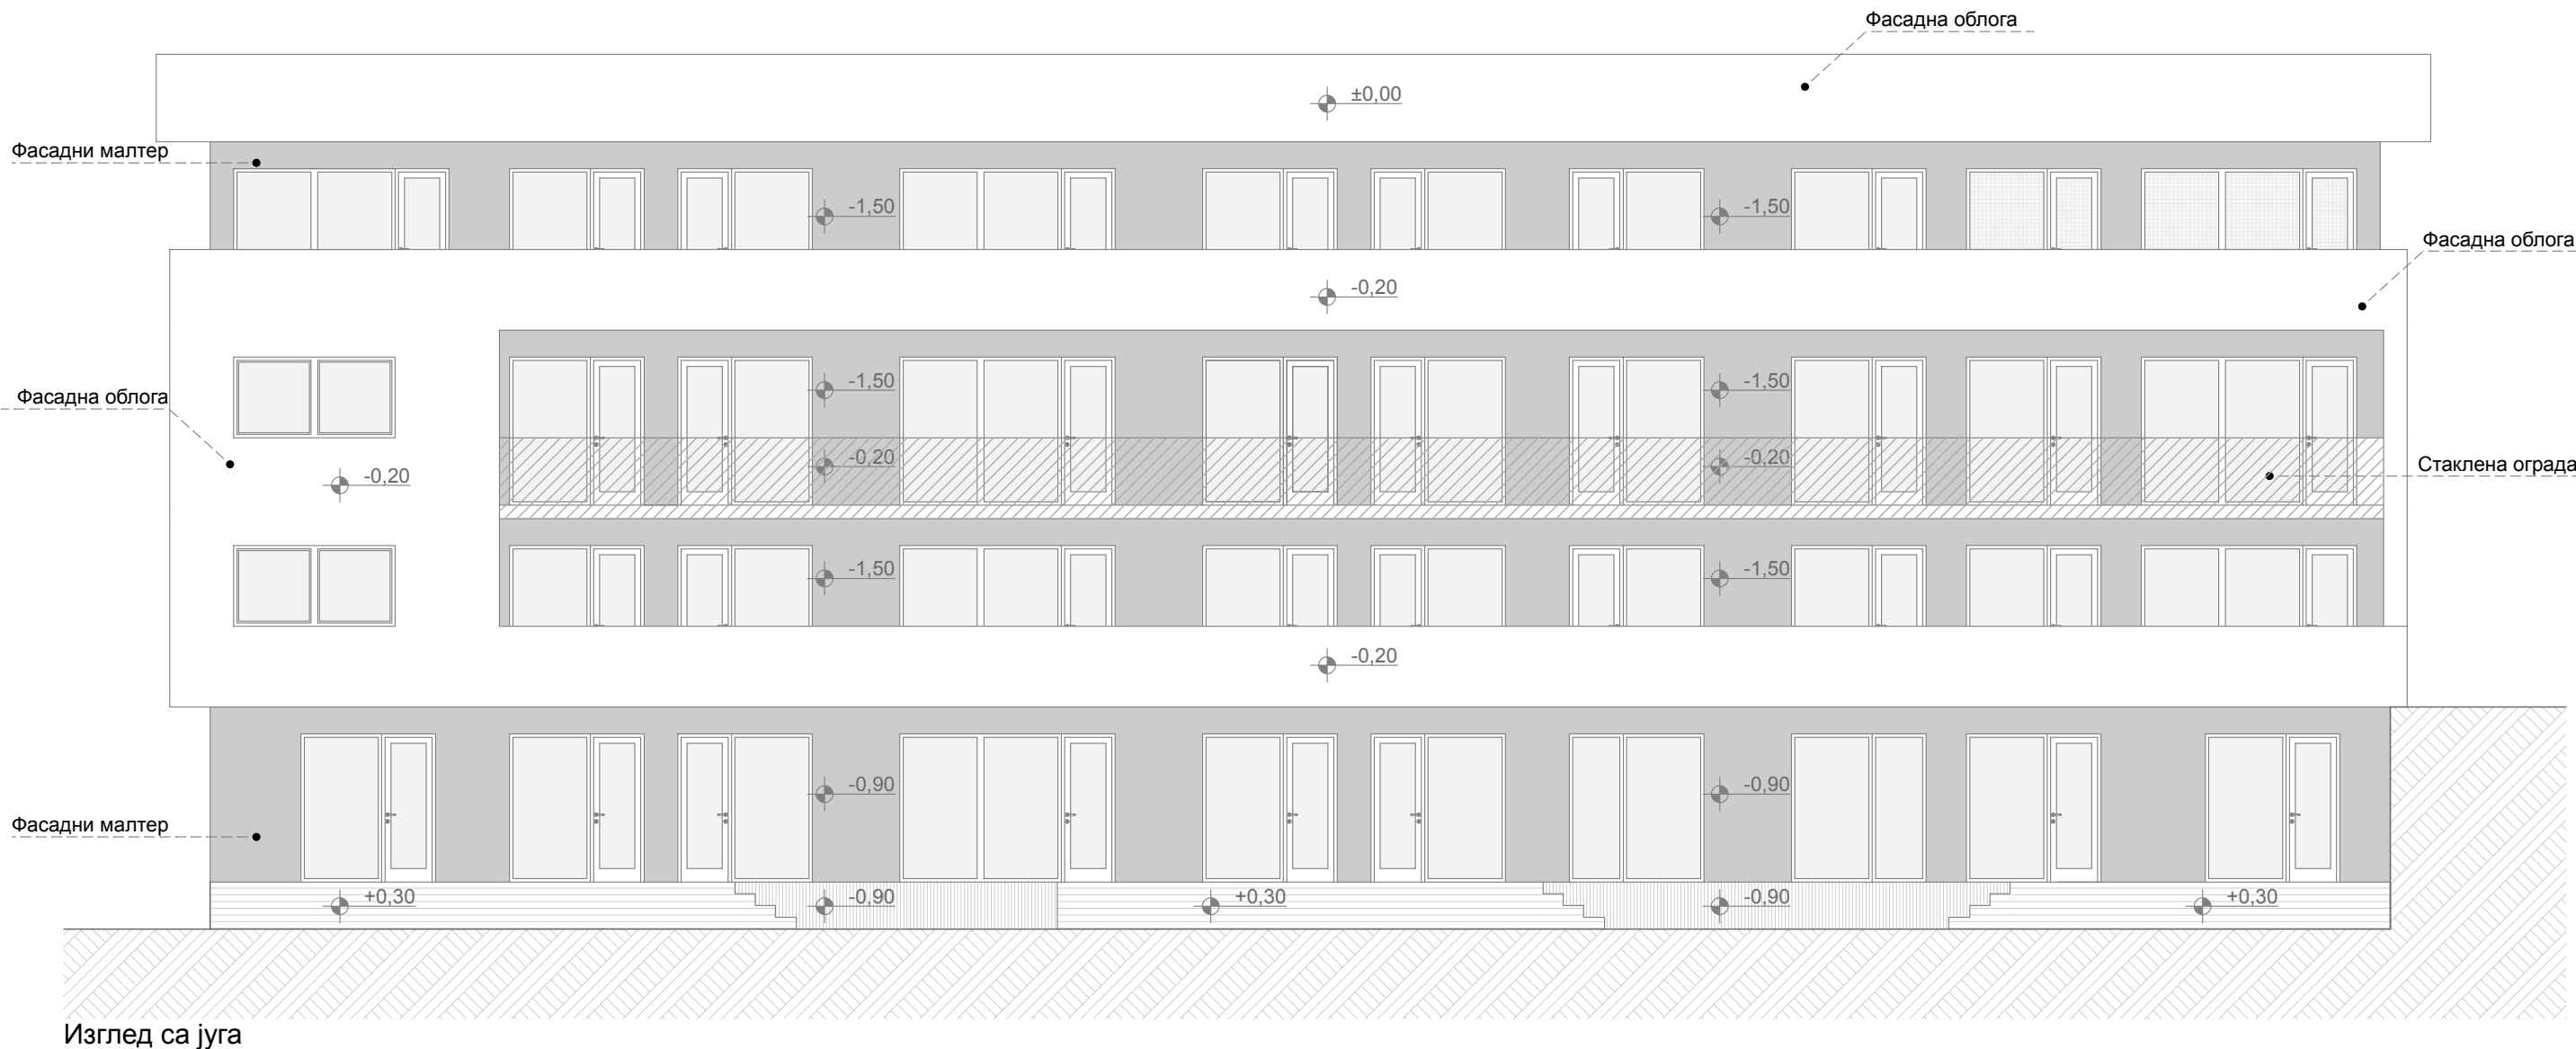 Фасадна облога
±0,00
Фасадни малтер
-1,50
-1,50
Фасадна облога
-0,20
-1,50
-1,50
Фасадна облога
-0,20
-0,20
Стаклена ограда
-0,20
-1,50
-1,50
-0,20
-0,90
-0,90
Фасадни малтер
+0,30
-0,90
+0,30
-0,90
+0,30
Изглед са југа